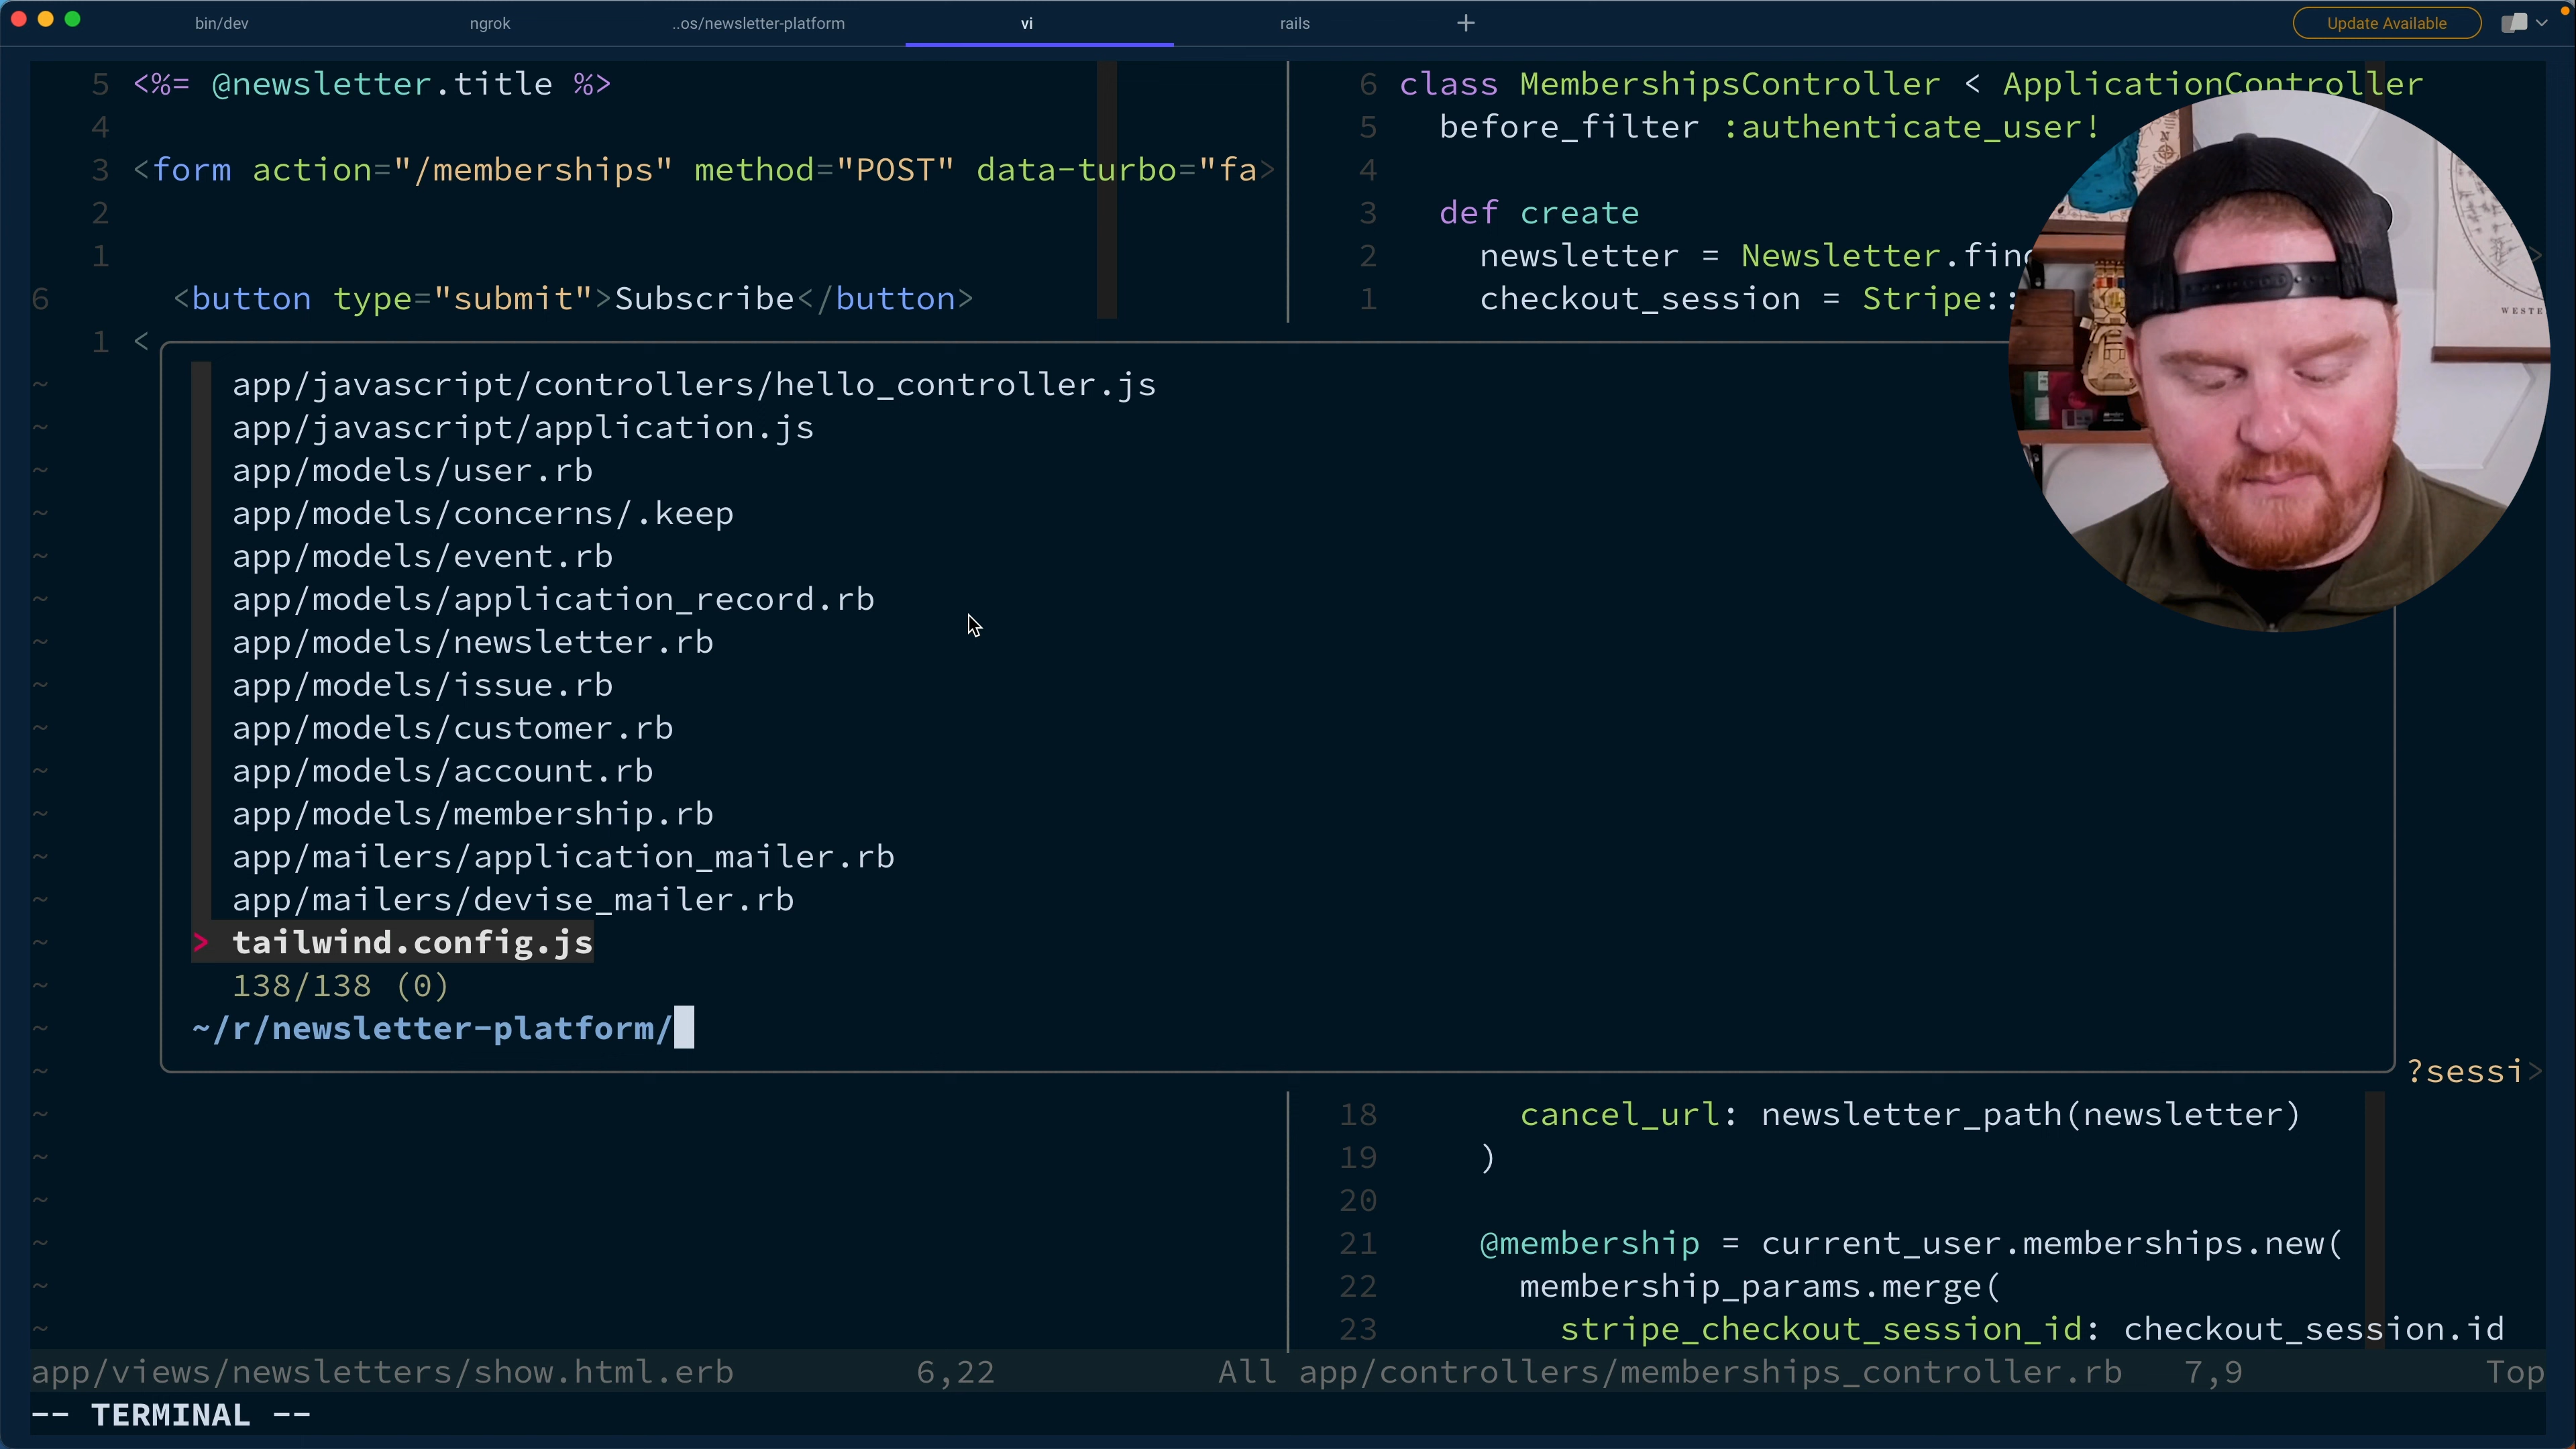 bin/dev
ngrok
..os/newsletter-platform
vi
rails
+
Update Available
5 <%= @newsletter.title %>
4
3 <form action="/memberships" method="POST" data-turbo="fa>
2
1
6 <button type="submit">Subscribe</button>
1 <
6 class MembershipsController < ApplicationController
5 before_filter :authenticate_user!
4
3 def create
2 newsletter = Newsletter.find
1 checkout_session = Stripe::
app/javascript/controllers/hello_controller.js
app/javascript/application.js
app/models/user.rb
app/models/concerns/.keep
app/models/event.rb
app/models/application_record.rb
app/models/newsletter.rb
app/models/issue.rb
app/models/customer.rb
app/models/account.rb
app/models/membership.rb
app/mailers/application_mailer.rb
app/mailers/devise_mailer.rb
> tailwind.config.js
138/138 (0)
~/r/newsletter-platform/
?sessi>
18 cancel_url: newsletter_path(newsletter)
19 )
20
21 @membership = current_user.memberships.new(
22 membership_params.merge(
23 stripe_checkout_session_id: checkout_session.id
app/views/newsletters/show.html.erb 6,22 All
app/controllers/memberships_controller.rb 7,9 Top
-- TERMINAL --